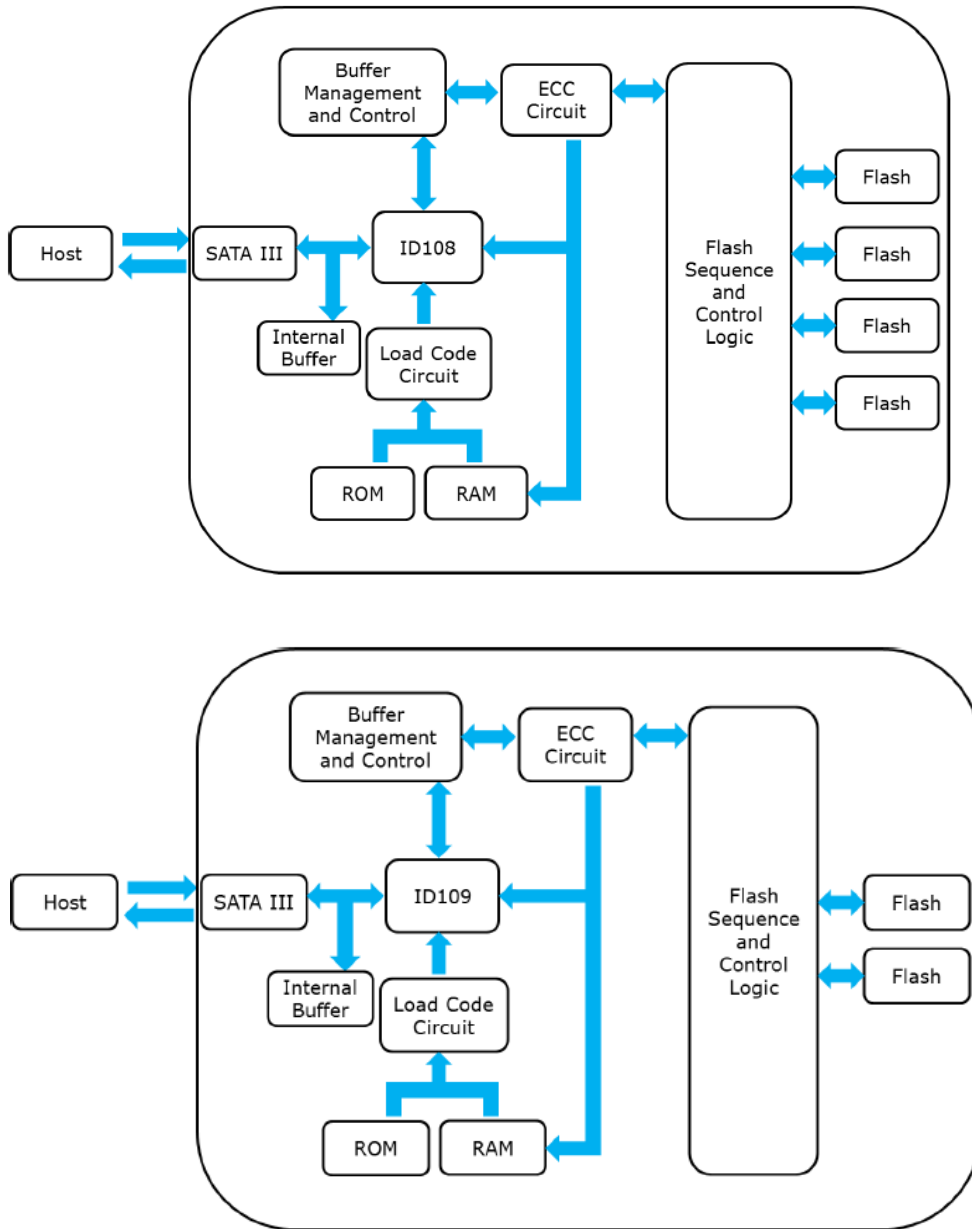 Buffer
Management
and Control
ECC
Circuit
Flash
Host
SATA III
ID108
Flash
Sequence
and
Control
Logic
Flash
Internal
Buffer
Load Code
Circuit
Flash
Flash
ROM
RAM
Buffer
Management
and Control
ECC
Circuit
Host
SATA III
ID109
Flash
Sequence
and
Control
Logic
Flash
Internal
Buffer
Load Code
Circuit
Flash
ROM
RAM